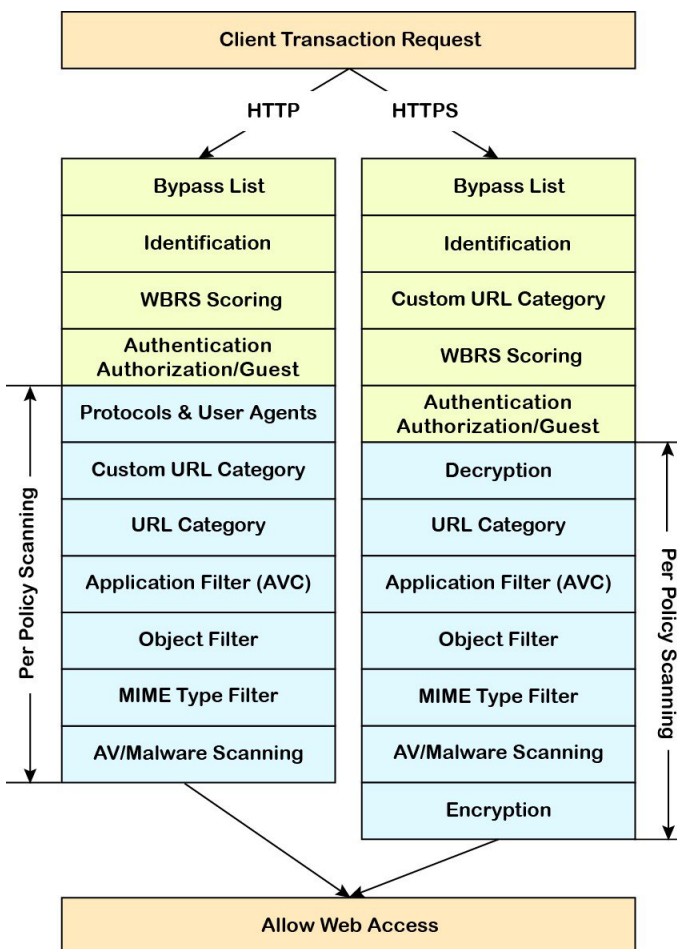 Client Transaction Request
HTTP
HTTPS
Bypass List
Identification
WBRS Scoring
Authentication
Authorization/Guest
Protocols & User Agents
Custom URL Category
URL Category
Application Filter (AVC)
Object Filter
MIME Type Filter
AV/Malware Scanning
Per Policy Scanning
Bypass List
Identification
Custom URL Category
WBRS Scoring
Authentication
Authorization/Guest
Decryption
URL Category
Application Filter (AVC)
Object Filter
MIME Type Filter
AV/Malware Scanning
Encryption
Per Policy Scanning
Allow Web Access